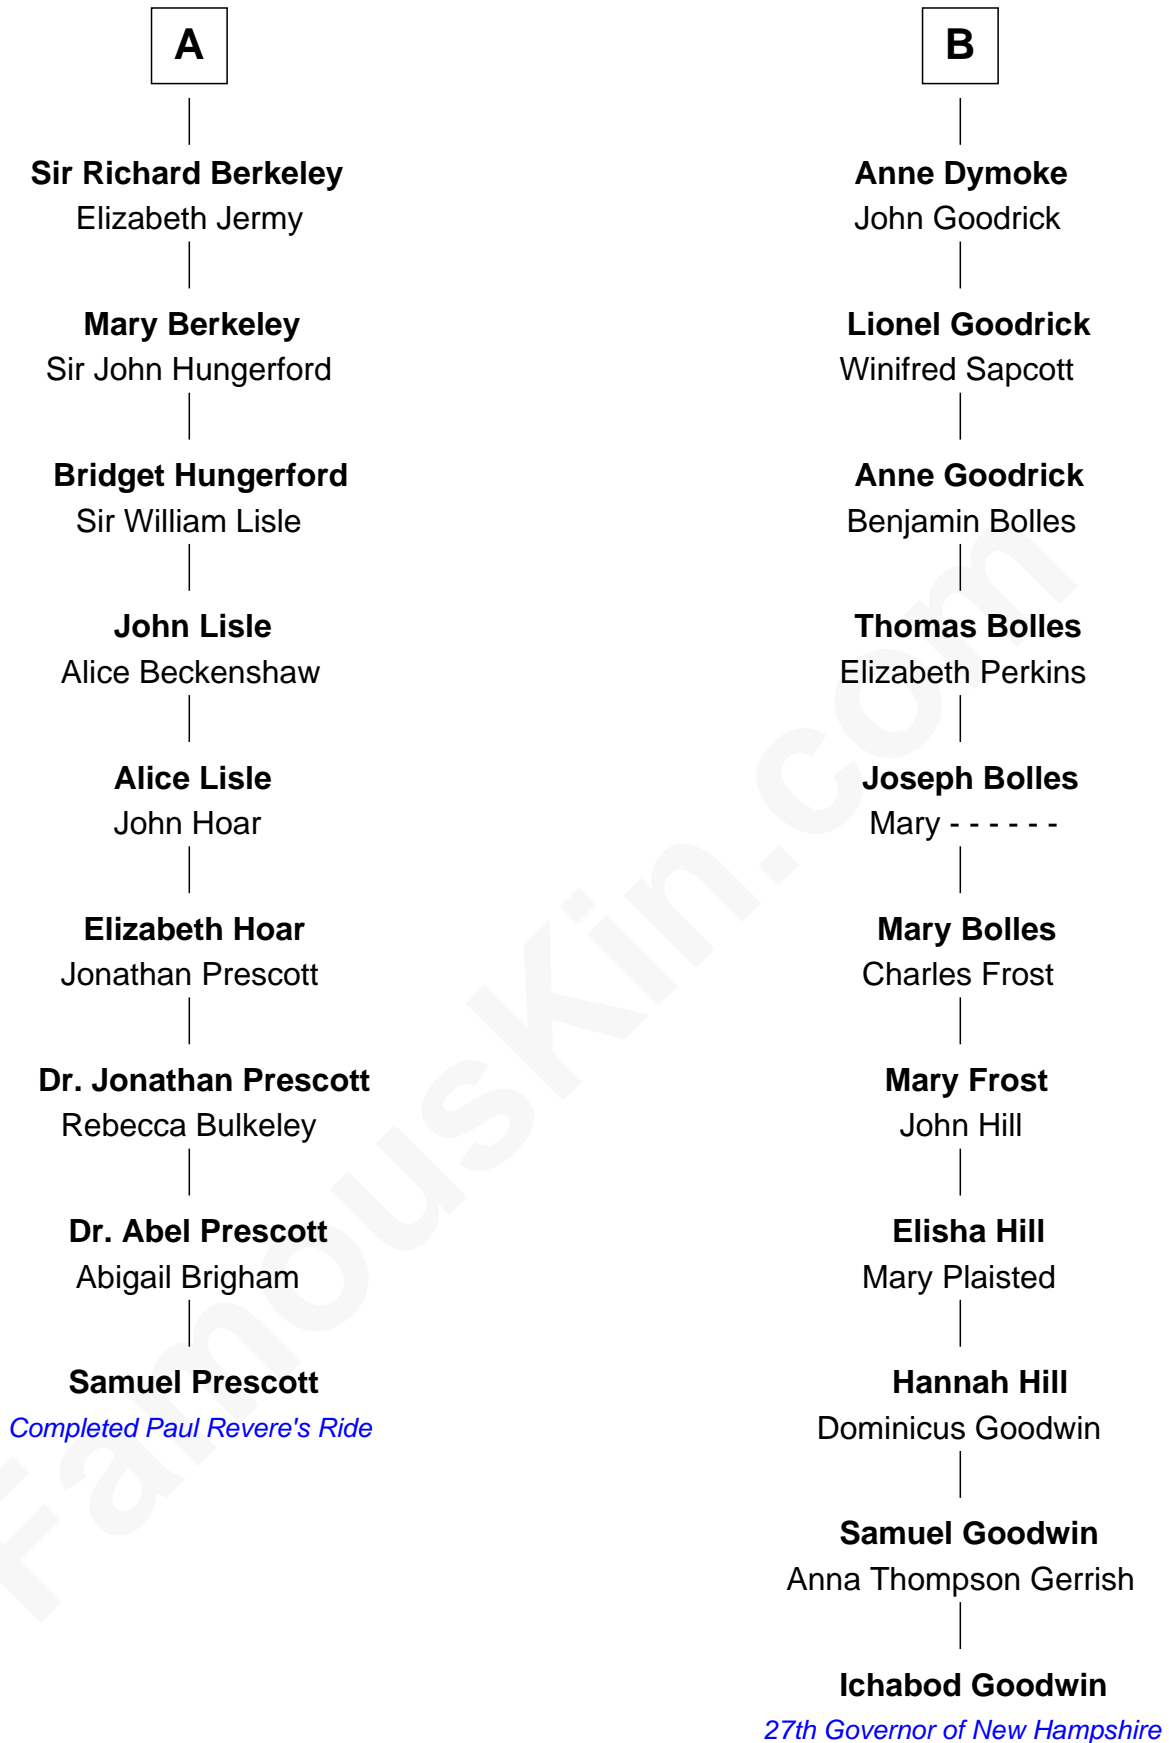 A
Sir Richard Berkeley
Elizabeth Jermy
Mary Berkeley
Sir John Hungerford
Bridget Hungerford
Sir William Lisle
John Lisle
Alice Beckenshaw
Alice Lisle
John Hoar
Elizabeth Hoar
Jonathan Prescott
Dr. Jonathan Prescott
Rebecca Bulkeley
Dr. Abel Prescott
Abigail Brigham
Samuel Prescott
Completed Paul Revere's Ride
B
Anne Dymoke
John Goodrick
Lionel Goodrick
Winifred Sapcott
Anne Goodrick
Benjamin Bolles
Thomas Bolles
Elizabeth Perkins
Joseph Bolles
Mary - - - - - -
Mary Bolles
Charles Frost
Mary Frost
John Hill
Elisha Hill
Mary Plaisted
Hannah Hill
Dominicus Goodwin
Samuel Goodwin
Anna Thompson Gerrish
Ichabod Goodwin
27th Governor of New Hampshire
FamousKin.com